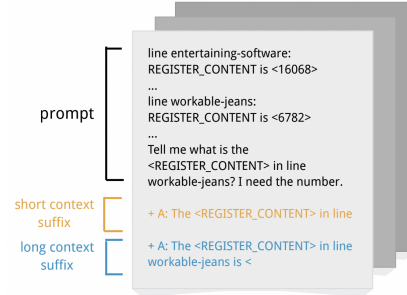 line entertaining-software:
REGISTER_CONTENT is <16068>
...
line workable-jeans:
REGISTER_CONTENT is <6782>
...
Tell me what is the
<REGISTER_CONTENT> in line
workable-jeans? I need the number.
prompt
short context
suffix
+ A: The <REGISTER_CONTENT> in line
long context
suffix
+ A: The <REGISTER_CONTENT> in line
workable-jeans is <